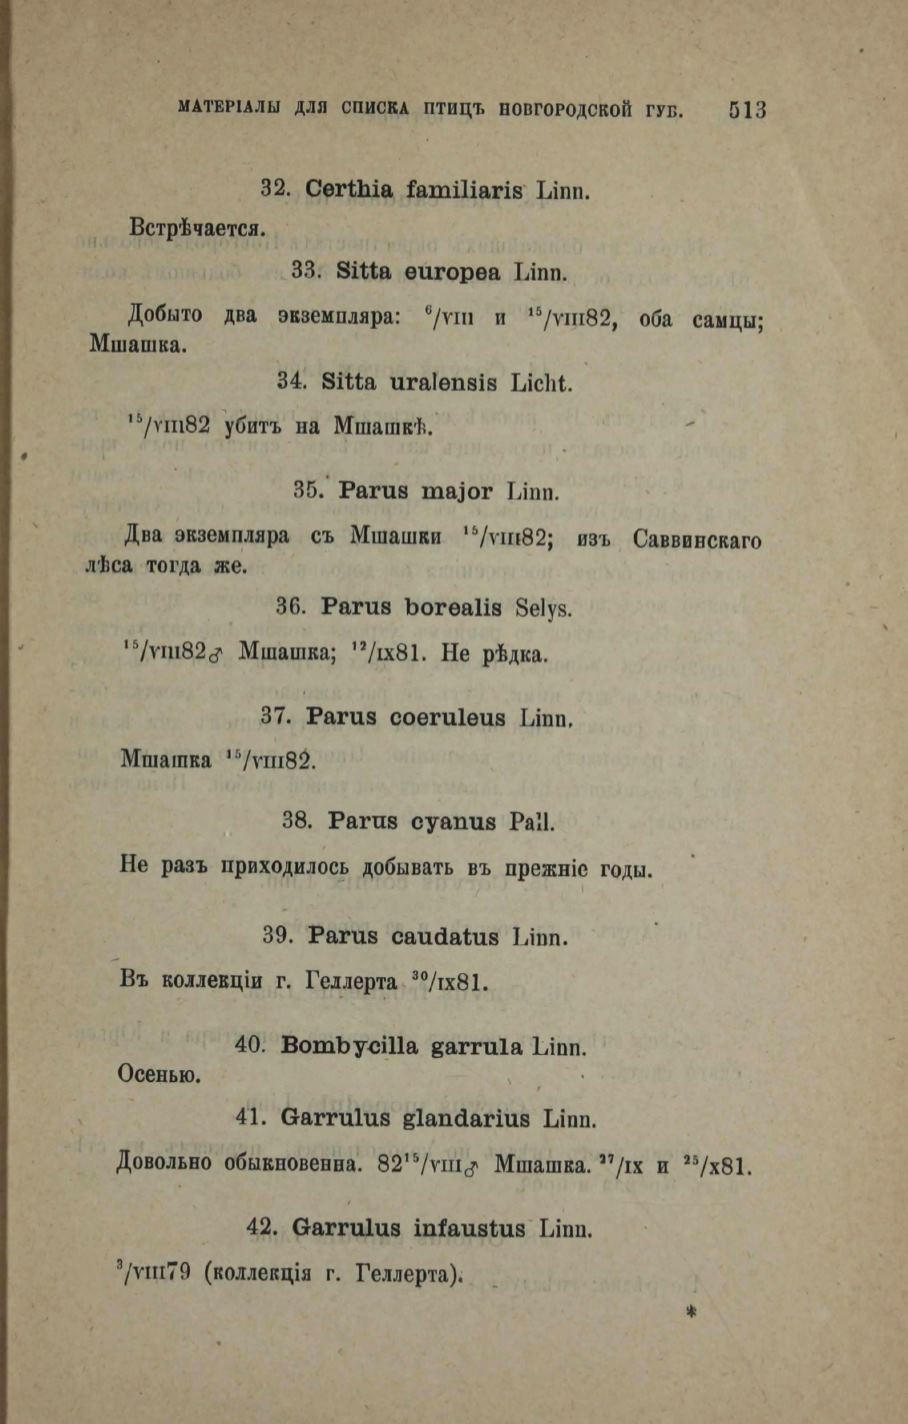 МАТЕРІАЛЫ ДЛЯ СПИСКА ПТИЦЪ НОВГОРОДСКОЙ ГУБ. 513
32. Certhia familiaris Linn.
Встрѣчается.
33. Sitta europea Linn.
Добыто два экземпляра: ⁶/VIII и ¹⁵/VIII82, оба самцы;
Мшашка.
34. Sitta uralensis Licht.
¹⁵/VIII82 убитъ на Мшашкѣ.
35. Parus major Linn.
Два экземпляра съ Мшашки ¹⁵/VIII82; изъ Саввинскаго
лѣса тогда же.
36. Parus borealis Selys.
¹⁵/VIII82♂ Мшашка; ¹²/IX81. Не рѣдка.
37. Parus coeruleus Linn.
Мшашка ¹⁵/VIII82.
38. Parus cyanus Pall.
Не разъ приходилось добывать въ прежніе годы.
39. Parus caudatus Linn.
Въ коллекціи г. Геллерта ³⁰/IX81.
40. Bombycilla garrula Linn.
Осенью.
41. Garrulus glandarius Linn.
Довольно обыкновенна. 82¹⁵/VIII♂ Мшашка. ²⁷/IX и ²⁵/X81.
42. Garrulus infaustus Linn.
³/VIII79 (коллекція г. Геллерта).
*